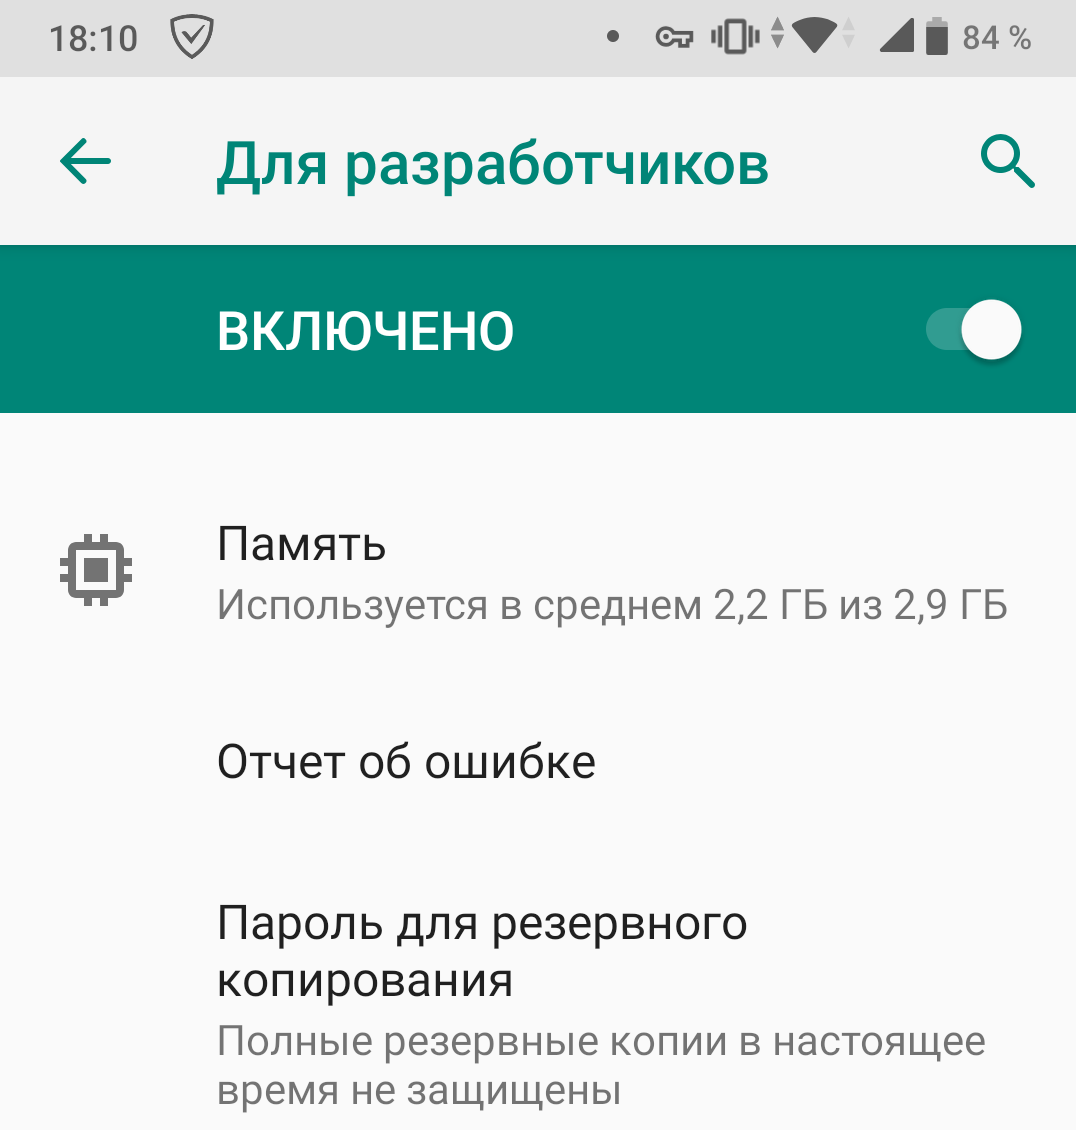 18:10 84 %
Для разработчиков
ВКЛЮЧЕНО
Память
Используется в среднем 2,2 ГБ из 2,9 ГБ
Отчет об ошибке
Пароль для резервного
копирования
Полные резервные копии в настоящее
время не защищены